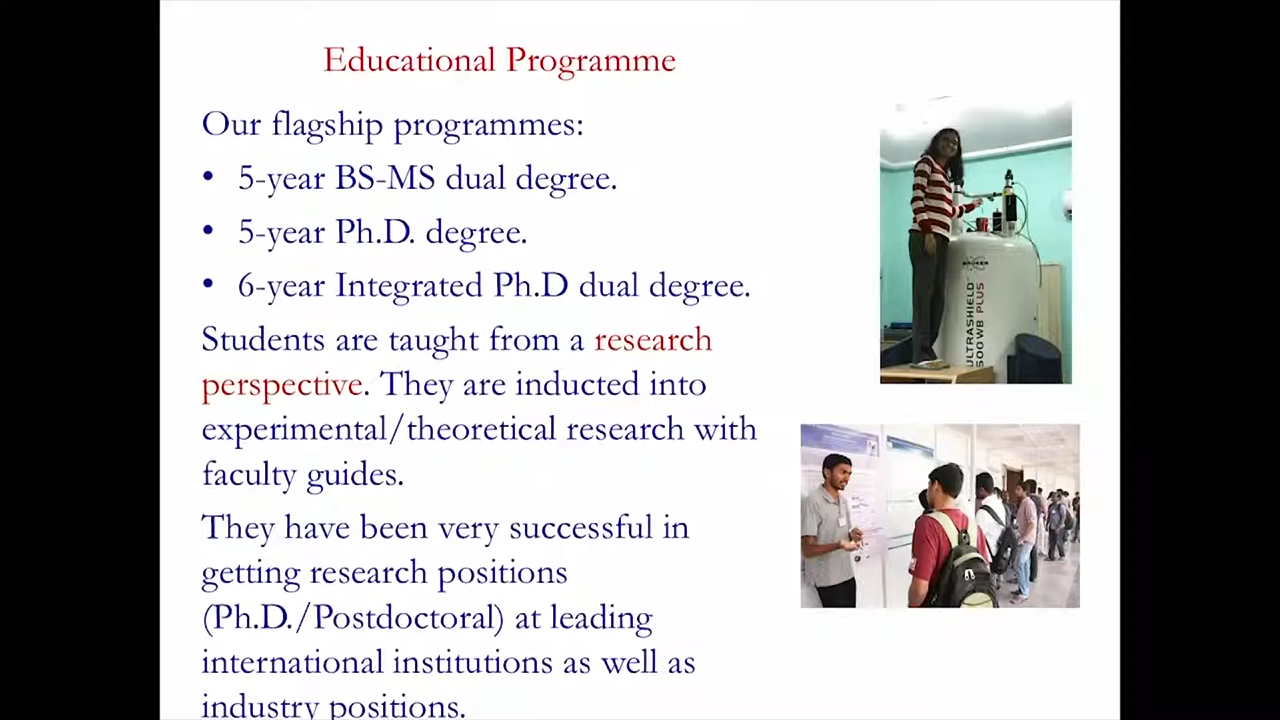 Educational Programme
Our flagship programmes:
• 5-year BS-MS dual degree.
• 5-year Ph.D. degree.
• 6-year Integrated Ph.D dual degree.
Students are taught from a research
perspective. They are inducted into
experimental/theoretical research with
faculty guides.
They have been very successful in
getting research positions
(Ph.D./Postdoctoral) at leading
international institutions as well as
industry positions.
BRUKER
ULTRASHIELD
500WB PLUS